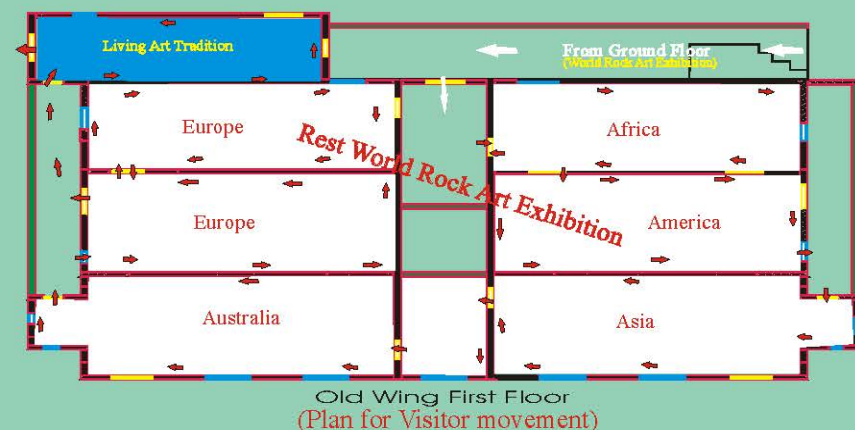 Living Art Tradition
From Ground Floor
(World Rock Art Exhibition)
Europe
Africa
Rest World Rock Art Exhibition
Europe
America
Australia
Asia
Old Wing First Floor
(Plan for Visitor movement)